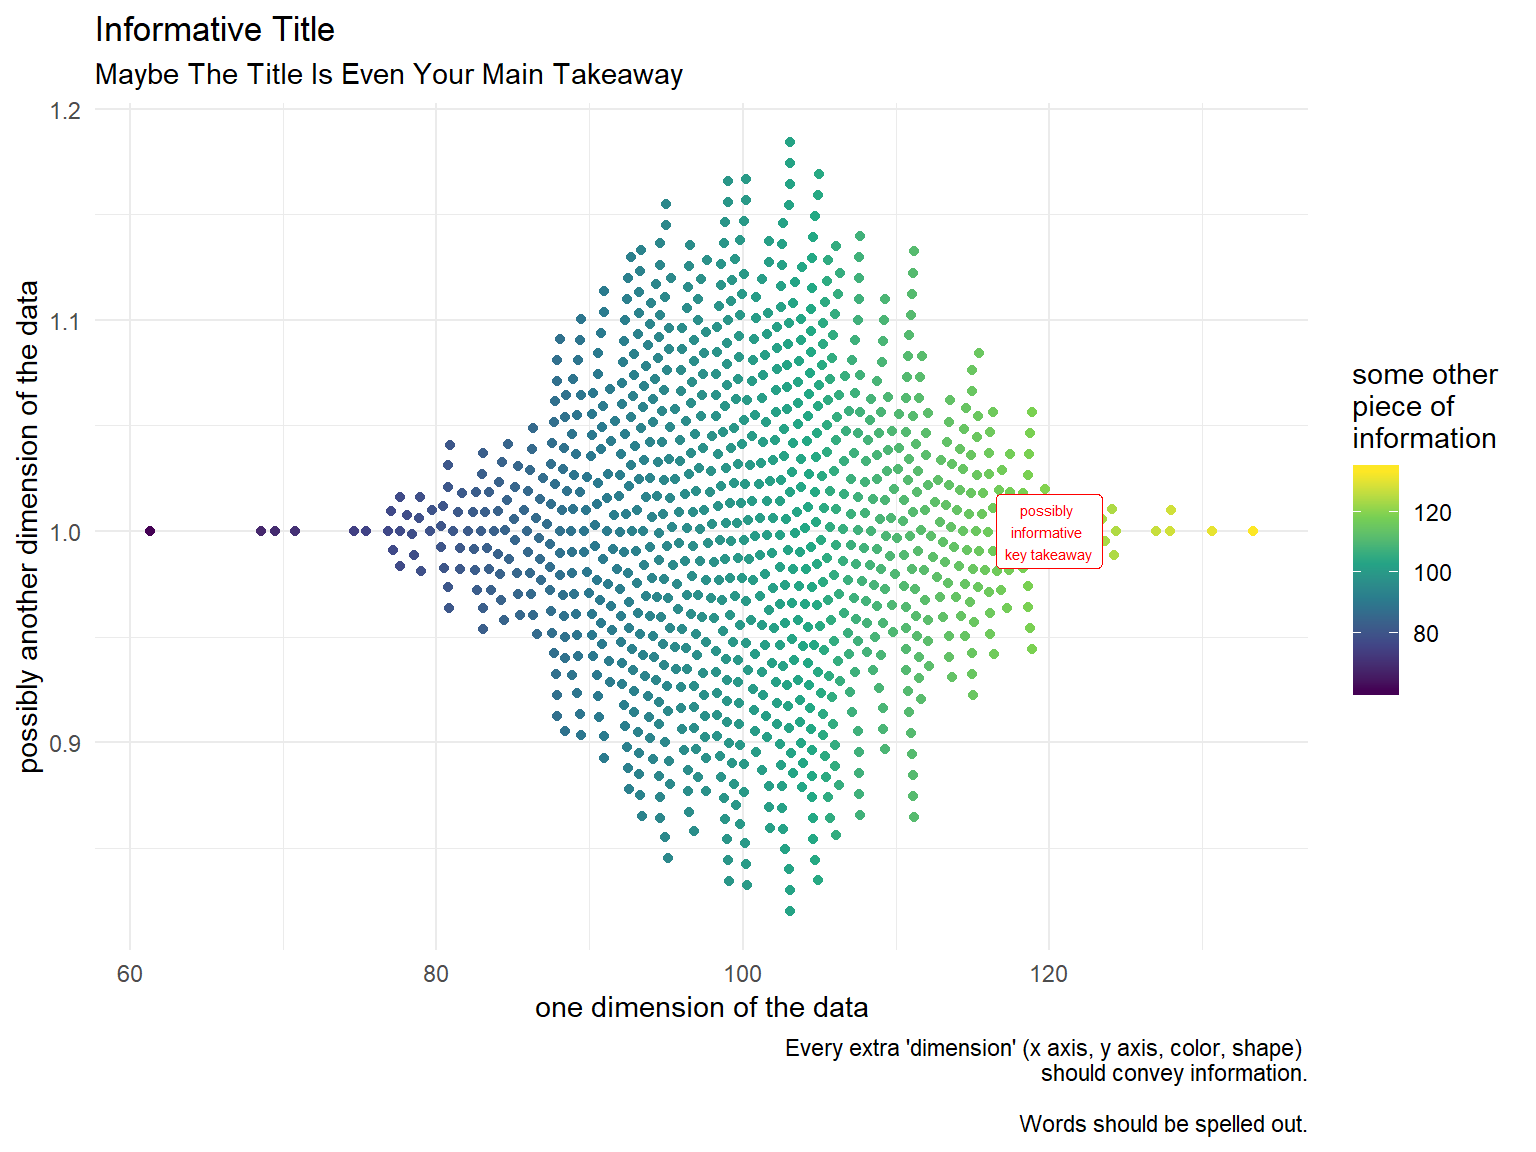 Informative Title
Maybe The Title Is Even Your Main Takeaway
possibly another dimension of the data
1.2
1.1
1.0
0.9
possibly
informative
key takeaway
60
80
100
120
one dimension of the data
some other
piece of
information
120
100
80
Every extra 'dimension' (x axis, y axis, color, shape)
should convey information.
Words should be spelled out.